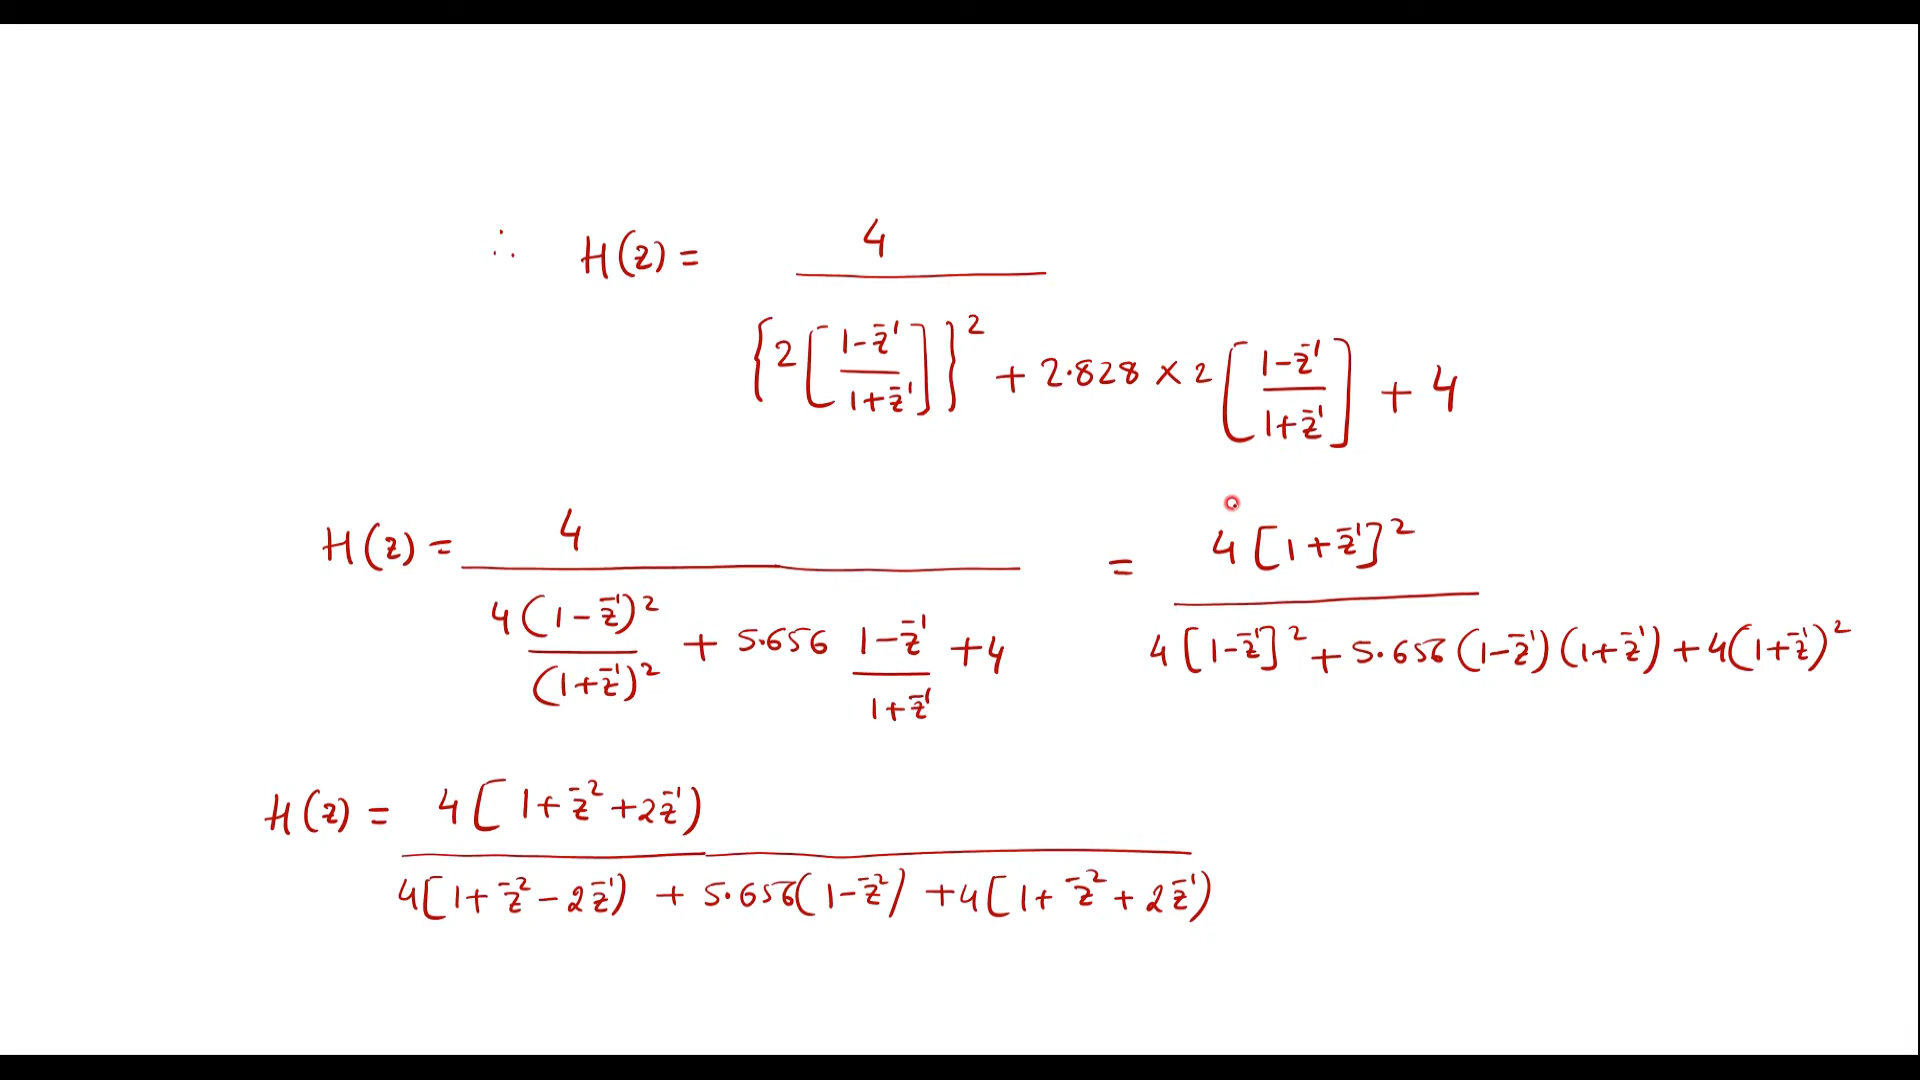 ∴ H(z) = 4 / ({2[(1-z⁻¹)/(1+z⁻¹)]}² + 2.828 × 2[(1-z⁻¹)/(1+z⁻¹)] + 4)
H(z) = 4 / (4(1-z⁻¹)²/(1+z⁻¹)² + 5.656 (1-z⁻¹)/(1+z⁻¹) + 4) = 4[1+z⁻¹]² / (4[1-z⁻¹]² + 5.656(1-z⁻¹)(1+z⁻¹) + 4(1+z⁻¹)²)
H(z) = 4[1+z⁻²+2z⁻¹) / (4[1+z⁻²-2z⁻¹) + 5.656(1-z⁻²) + 4[1+z⁻²+2z⁻¹))